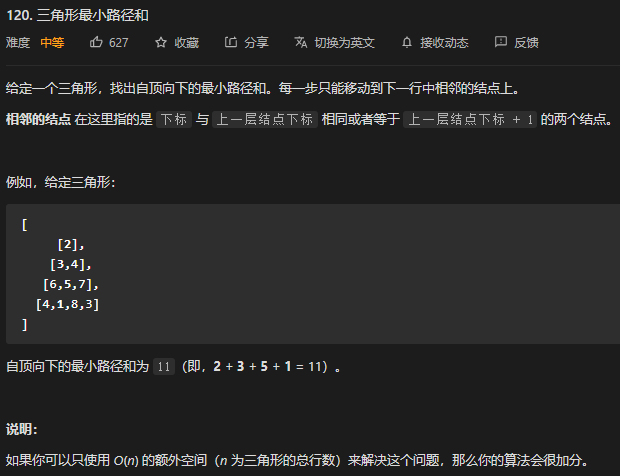 120. 三角形最小路径和
难度 中等 627 收藏 分享 切换为英文 接收动态 反馈
给定一个三角形，找出自顶向下的最小路径和。每一步只能移动到下一行中相邻的结点上。
相邻的结点 在这里指的是 下标 与 上一层结点下标 相同或者等于 上一层结点下标 + 1 的两个结点。
例如，给定三角形：
[
[2],
[3,4],
[6,5,7],
[4,1,8,3]
]
自顶向下的最小路径和为 11（即，2 + 3 + 5 + 1 = 11）。
说明：
如果你可以只使用 O(n) 的额外空间（n 为三角形的总行数）来解决这个问题，那么你的算法会很加分。